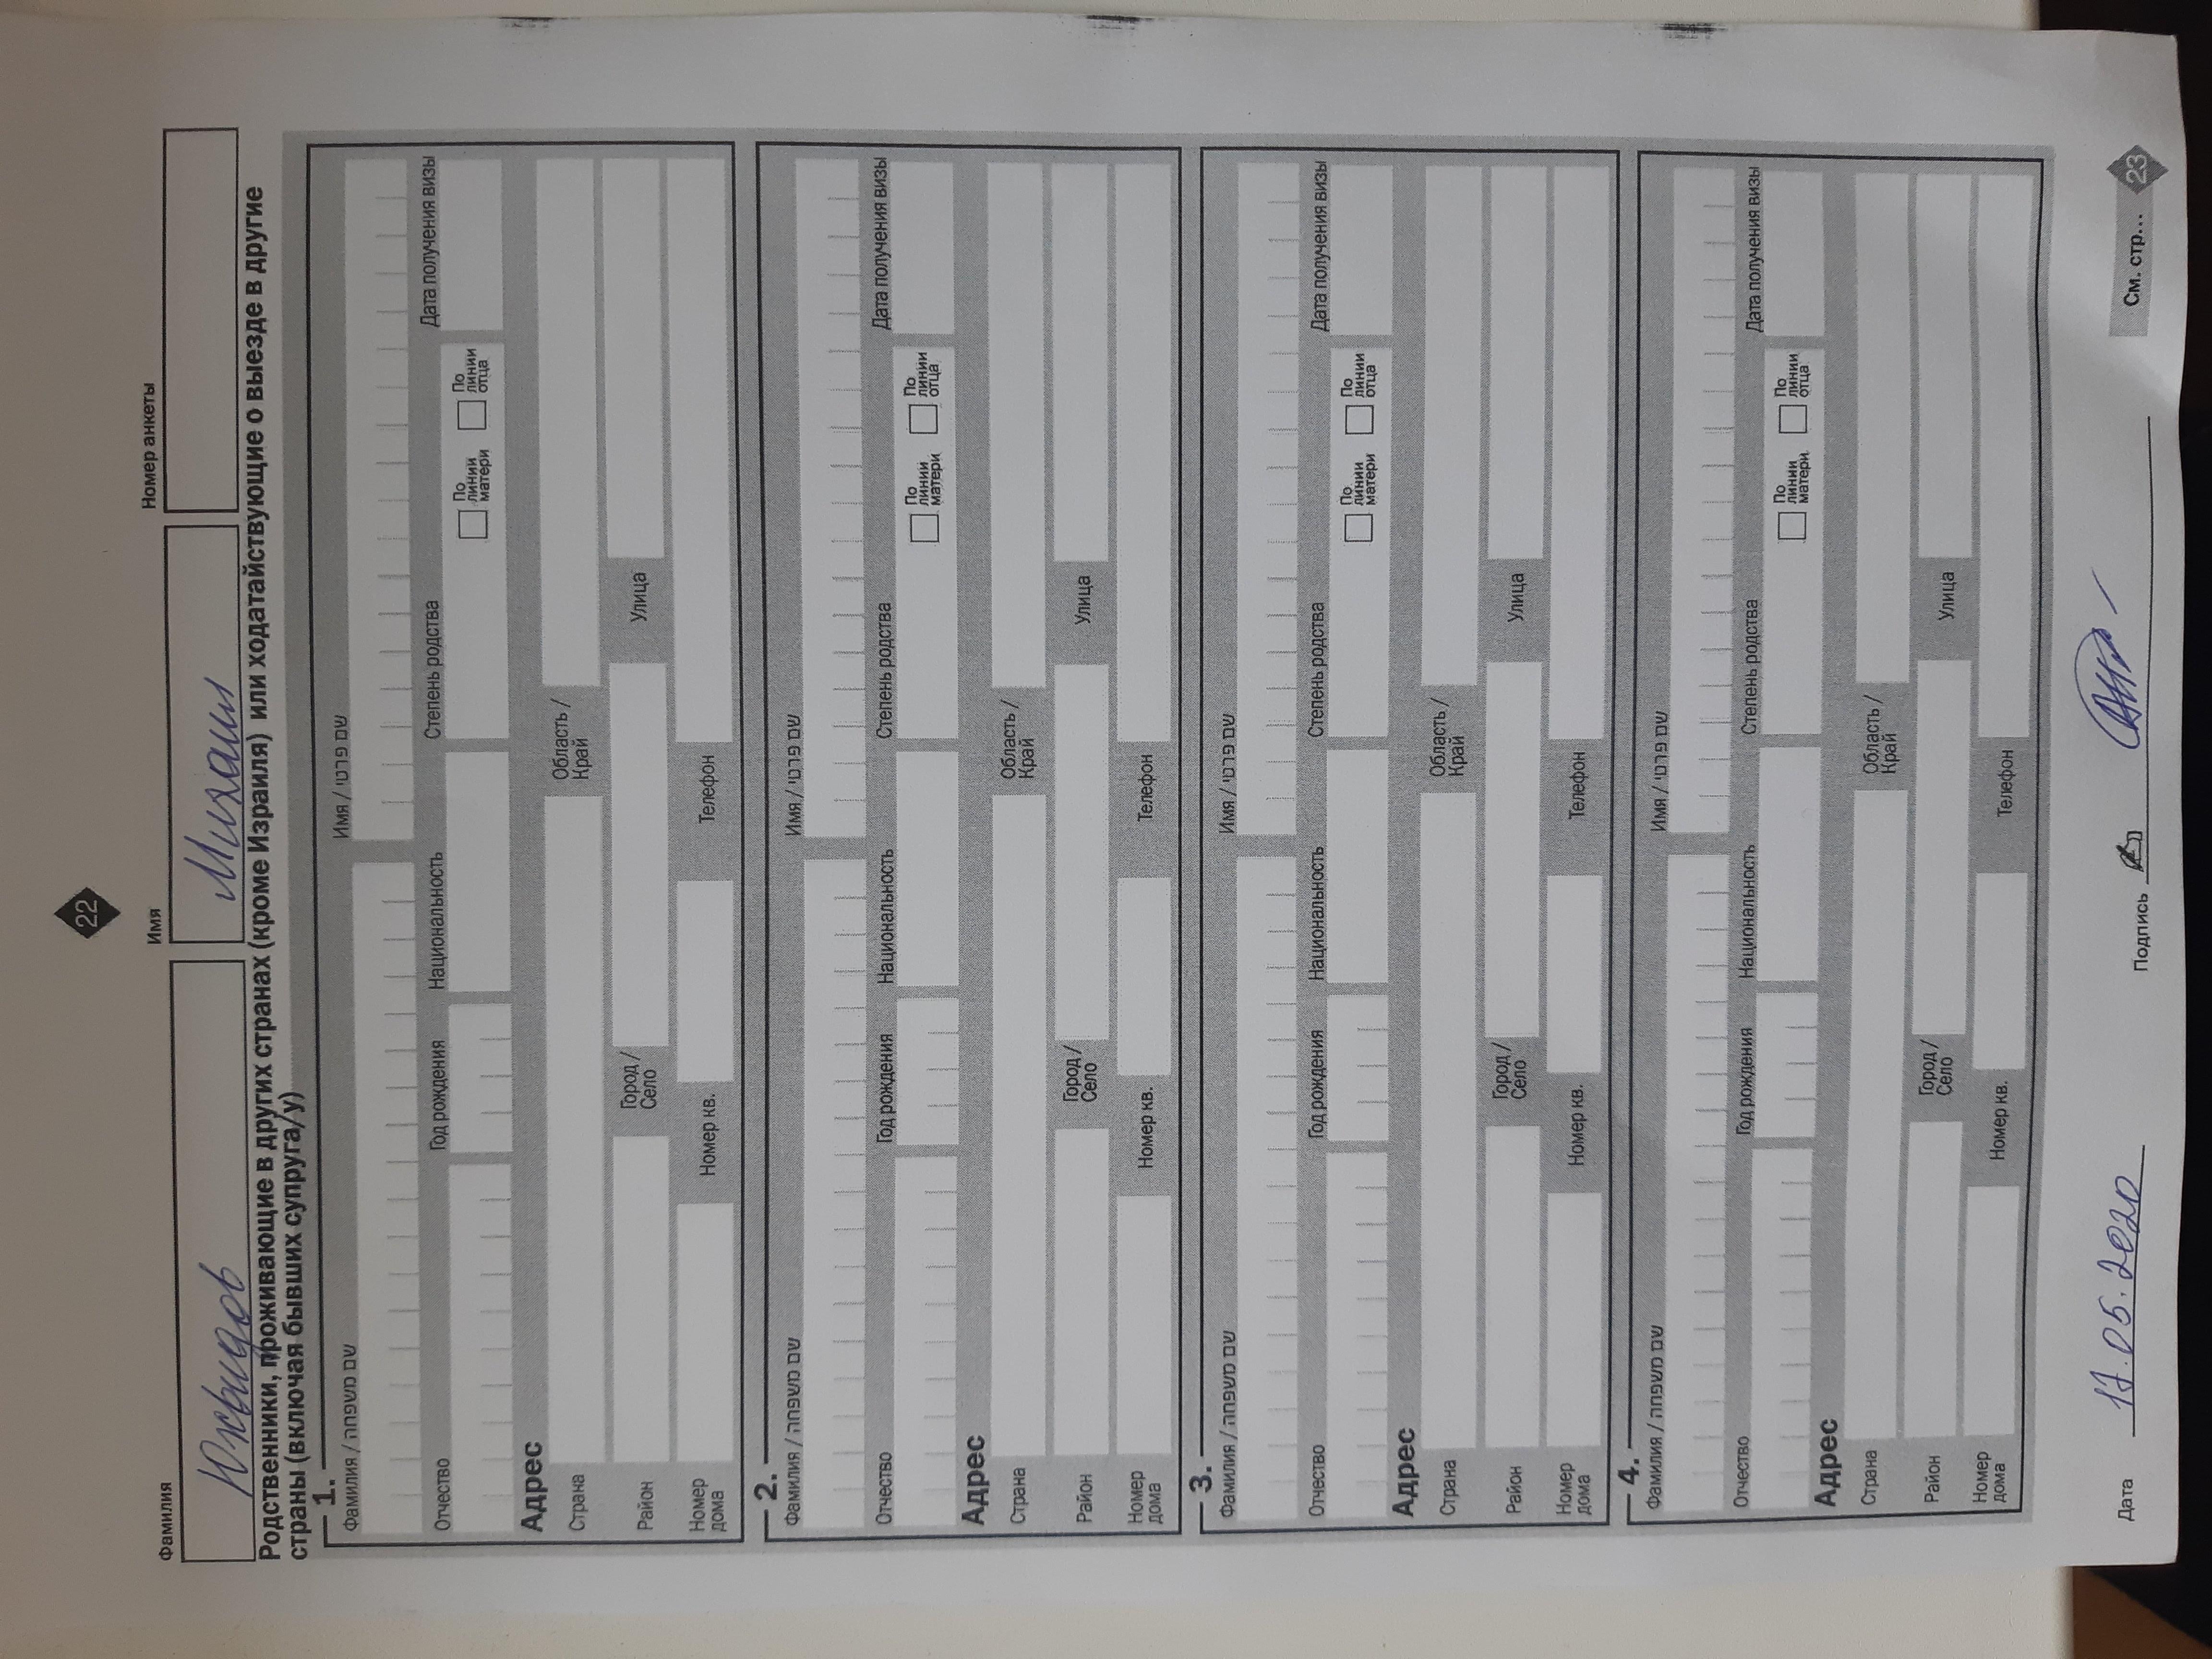 22
Фамилия Имя Номер анкеты
Юхвидов Михаил
Родственники, проживающие в других странах (кроме Израиля) или ходатайствующие о выезде в другие
страны (включая бывших супруга/у)
1.
Фамилия / שם משפחה Имя / שם פרטי
Отчество Год рождения Национальность Степень родства Дата получения визы
По линии матери По линии отца
Адрес
Страна Область / Край
Район Город / Село Улица
Номер дома Номер кв. Телефон
2.
Фамилия / שם משפחה Имя / שם פרטי
Отчество Год рождения Национальность Степень родства Дата получения визы
По линии матери По линии отца
Адрес
Страна Область / Край
Район Город / Село Улица
Номер дома Номер кв. Телефон
3.
Фамилия / שם משפחה Имя / שם פרטי
Отчество Год рождения Национальность Степень родства Дата получения визы
По линии матери По линии отца
Адрес
Страна Область / Край
Район Город / Село Улица
Номер дома Номер кв. Телефон
4.
Фамилия / שם משפחה Имя / שם פרטי
Отчество Год рождения Национальность Степень родства Дата получения визы
По линии матери По линии отца
Адрес
Страна Область / Край
Район Город / Село Улица
Номер дома Номер кв. Телефон
Дата 17.05.2020 Подпись См. стр... 23